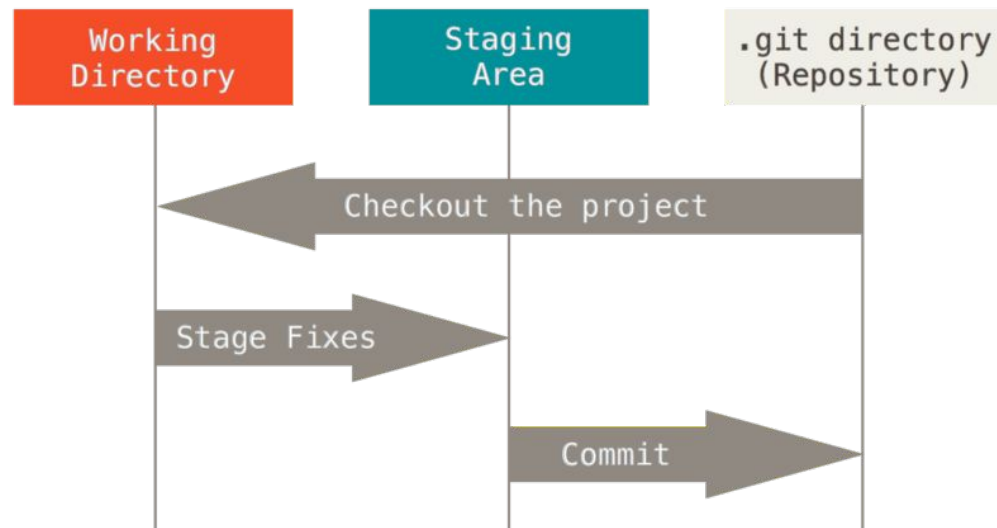 Working
Directory
Staging
Area
.git directory
(Repository)
Checkout the project
Stage Fixes
Commit